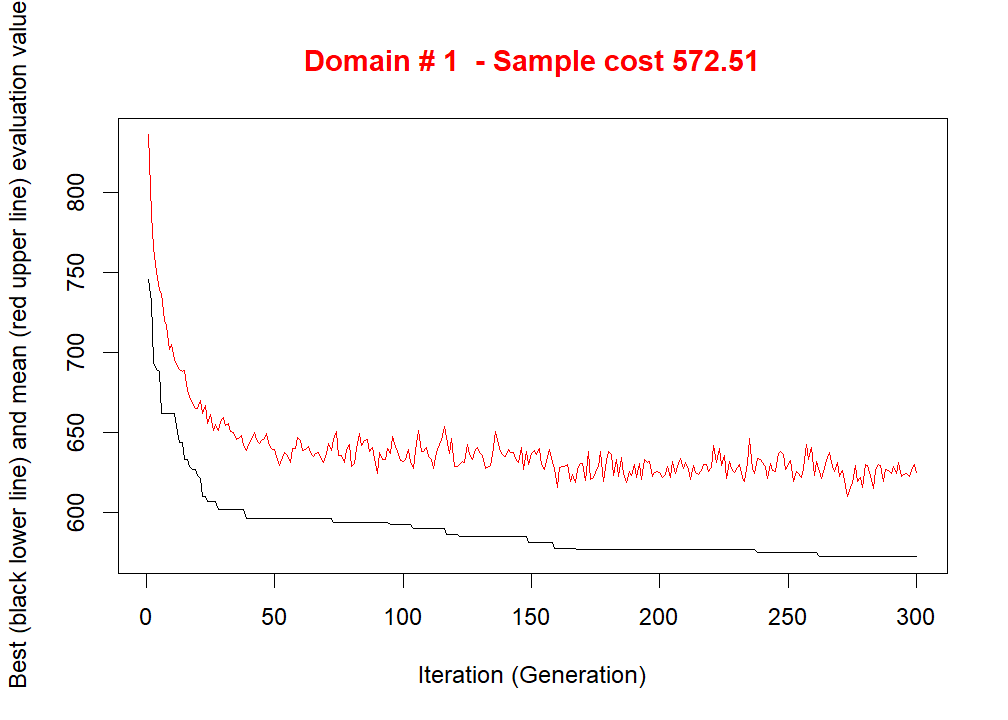 Domain # 1  - Sample cost 572.51
Best (black lower line) and mean (red upper line) evaluation value
800
750
700
650
600
0 50 100 150 200 250 300
Iteration (Generation)